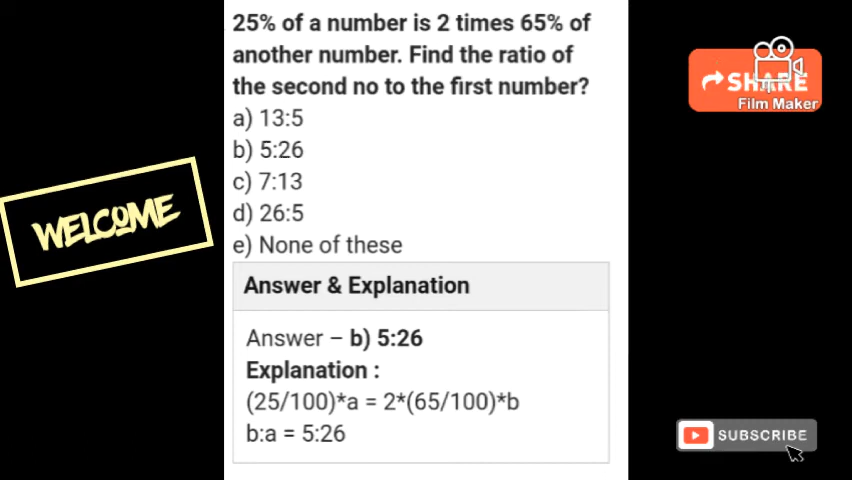 25% of a number is 2 times 65% of
another number. Find the ratio of
the second no to the first number?
a) 13:5
b) 5:26
c) 7:13
d) 26:5
e) None of these
Answer & Explanation
Answer – b) 5:26
Explanation :
(25/100)*a = 2*(65/100)*b
b:a = 5:26
WELCOME
SHARE
Film Maker
SUBSCRIBE